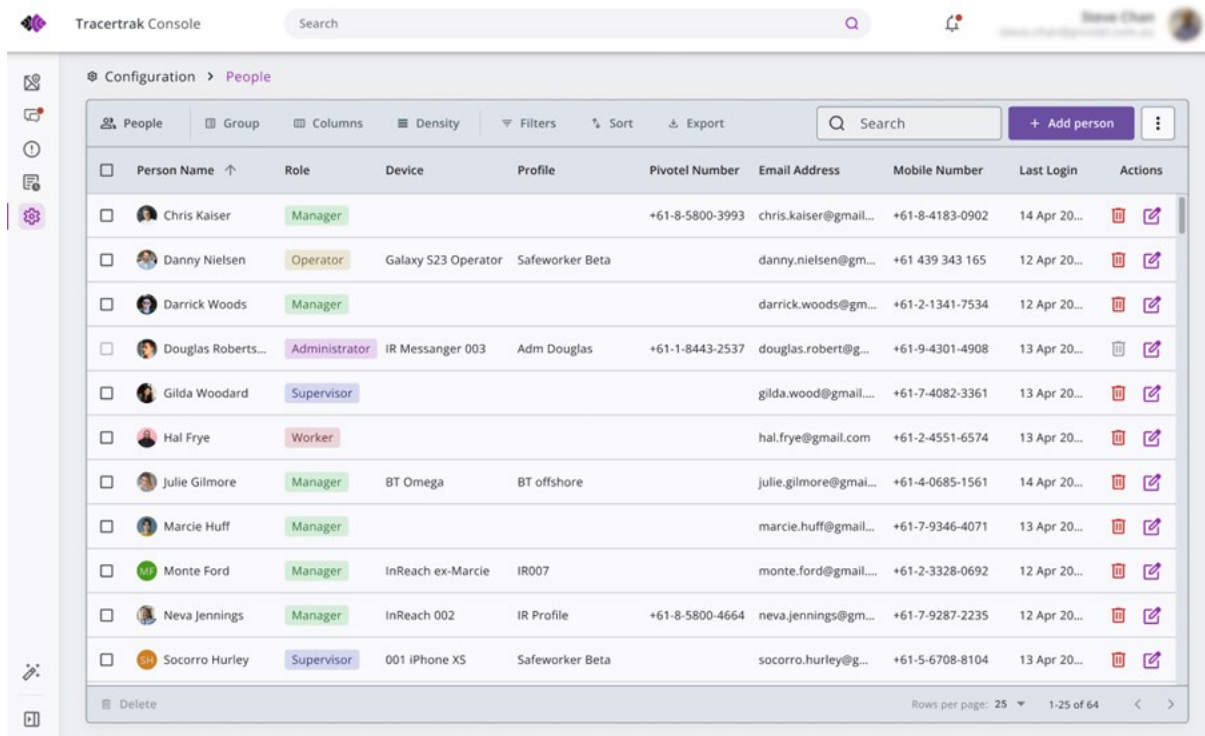 Tracertrak Console Search
Configuration > People
People Group Columns Density Filters Sort Export Search + Add person
Person Name ↑ Role Device Profile Pivotel Number Email Address Mobile Number Last Login Actions
Chris Kaiser Manager +61-8-5800-3993 chris.kaiser@gmail... +61-8-4183-0902 14 Apr 20...
Danny Nielsen Operator Galaxy S23 Operator Safeworker Beta danny.nielsen@gm... +61 439 343 165 12 Apr 20...
Darrick Woods Manager darrick.woods@gm... +61-2-1341-7534 12 Apr 20...
Douglas Roberts... Administrator IR Messanger 003 Adm Douglas +61-1-8443-2537 douglas.robert@g... +61-9-4301-4908 13 Apr 20...
Gilda Woodard Supervisor gilda.wood@gmail.... +61-7-4082-3361 13 Apr 20...
Hal Frye Worker hal.frye@gmail.com +61-2-4551-6574 13 Apr 20...
Julie Gilmore Manager BT Omega BT offshore julie.gilmore@gmai... +61-4-0685-1561 14 Apr 20...
Marcie Huff Manager marcie.huff@gmail... +61-7-9346-4071 13 Apr 20...
MF Monte Ford Manager InReach ex-Marcie IR007 monte.ford@gmail.... +61-2-3328-0692 12 Apr 20...
Neva Jennings Manager InReach 002 IR Profile +61-8-5800-4664 neva.jennings@gm... +61-7-9287-2235 12 Apr 20...
SH Socorro Hurley Supervisor 001 iPhone XS Safeworker Beta socorro.hurley@g... +61-5-6708-8104 13 Apr 20...
Delete Rows per page: 25 1-25 of 64 < >